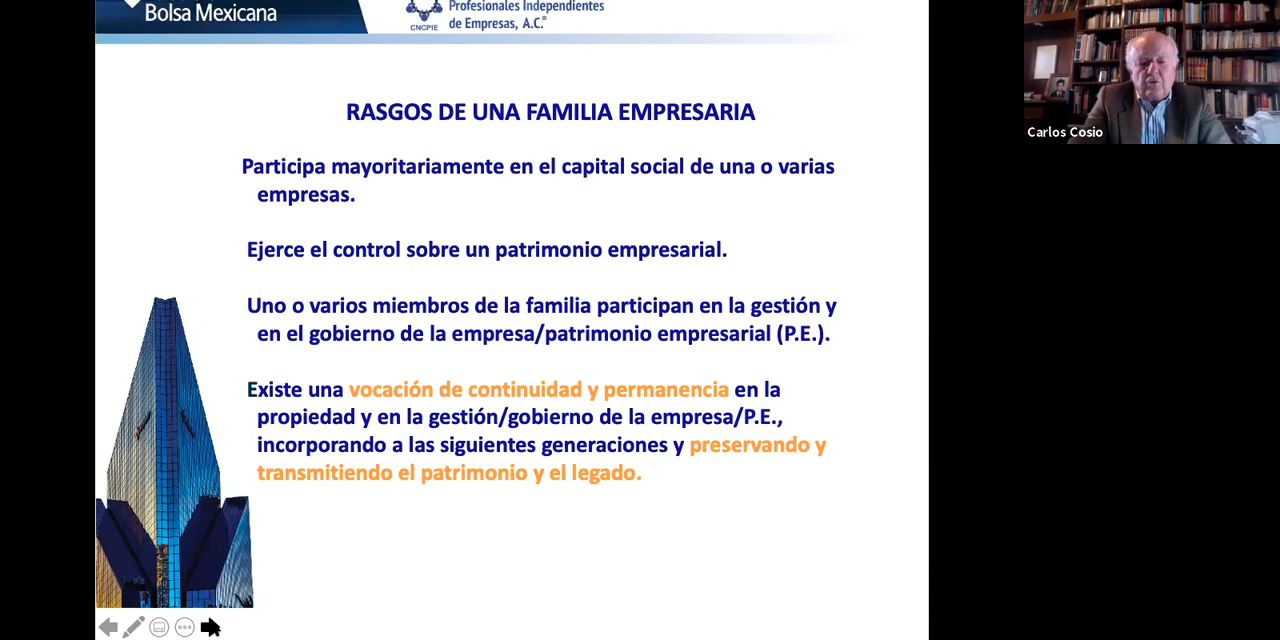 Bolsa Mexicana
Profesionales Independientes
de Empresas, A.C.®
CNCPIE
RASGOS DE UNA FAMILIA EMPRESARIA
Participa mayoritariamente en el capital social de una o varias
empresas.
Ejerce el control sobre un patrimonio empresarial.
Uno o varios miembros de la familia participan en la gestión y
en el gobierno de la empresa/patrimonio empresarial (P.E.).
Existe una vocación de continuidad y permanencia en la
propiedad y en la gestión/gobierno de la empresa/P.E.,
incorporando a las siguientes generaciones y preservando y
transmitiendo el patrimonio y el legado.
Carlos Cosio